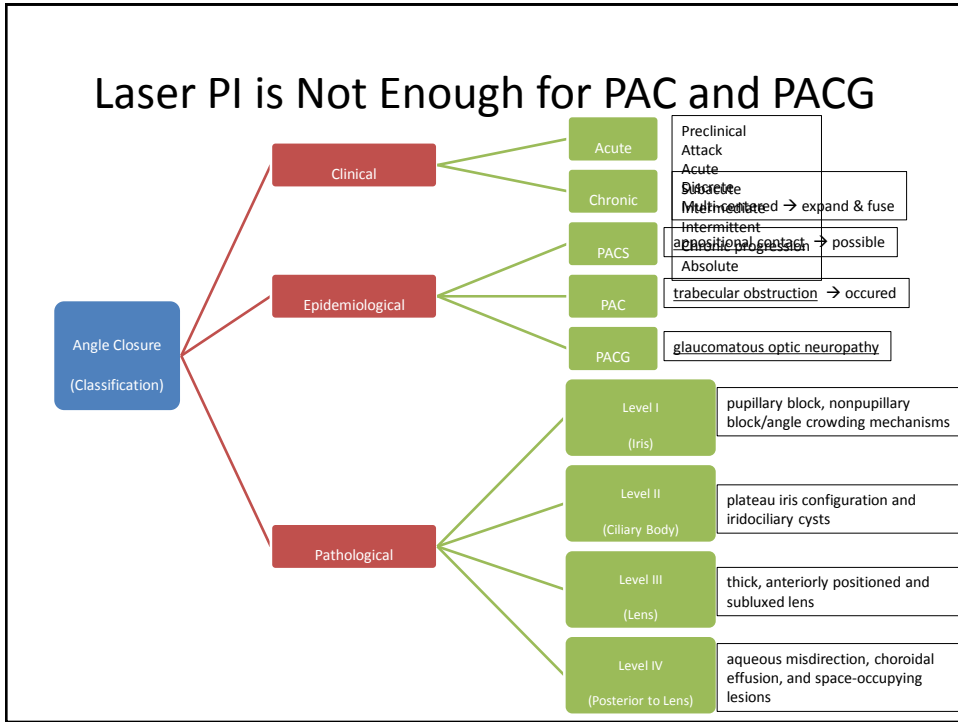 Laser PI is Not Enough for PAC and PACG
Angle Closure
(Classification)
Clinical
Acute
Chronic
Preclinical
Attack
Acute
Subacute
Intermediate
Intermittent
Chronic progression
Absolute
Discrete
Multi-centered → expand & fuse
Epidemiological
PACS
appositional contact → possible
PAC
trabecular obstruction → occured
PACG
glaucomatous optic neuropathy
Pathological
Level I
(Iris)
pupillary block, nonpupillary
block/angle crowding mechanisms
Level II
(Ciliary Body)
plateau iris configuration and
iridociliary cysts
Level III
(Lens)
thick, anteriorly positioned and
subluxed lens
Level IV
(Posterior to Lens)
aqueous misdirection, choroidal
effusion, and space-occupying
lesions